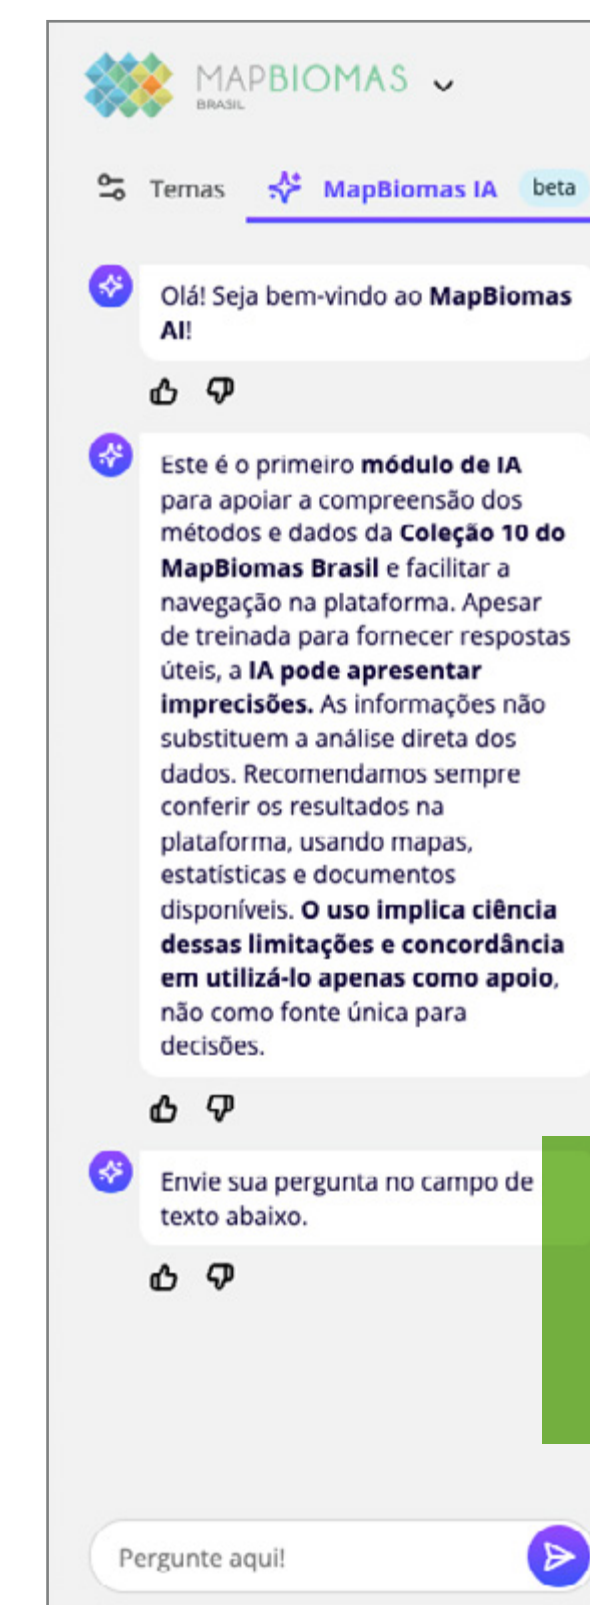 MAPBIOMAS
BRASIL
Temas
MapBiomas IA
beta
Olá! Seja bem-vindo ao MapBiomas
AI!
Este é o primeiro módulo de IA
para apoiar a compreensão dos
métodos e dados da Coleção 10 do
MapBiomas Brasil e facilitar a
navegação na plataforma. Apesar
de treinada para fornecer respostas
úteis, a IA pode apresentar
imprecisões. As informações não
substituem a análise direta dos
dados. Recomendamos sempre
conferir os resultados na
plataforma, usando mapas,
estatísticas e documentos
disponíveis. O uso implica ciência
dessas limitações e concordância
em utilizá-lo apenas como apoio,
não como fonte única para
decisões.
Envie sua pergunta no campo de
texto abaixo.
Pergunte aqui!